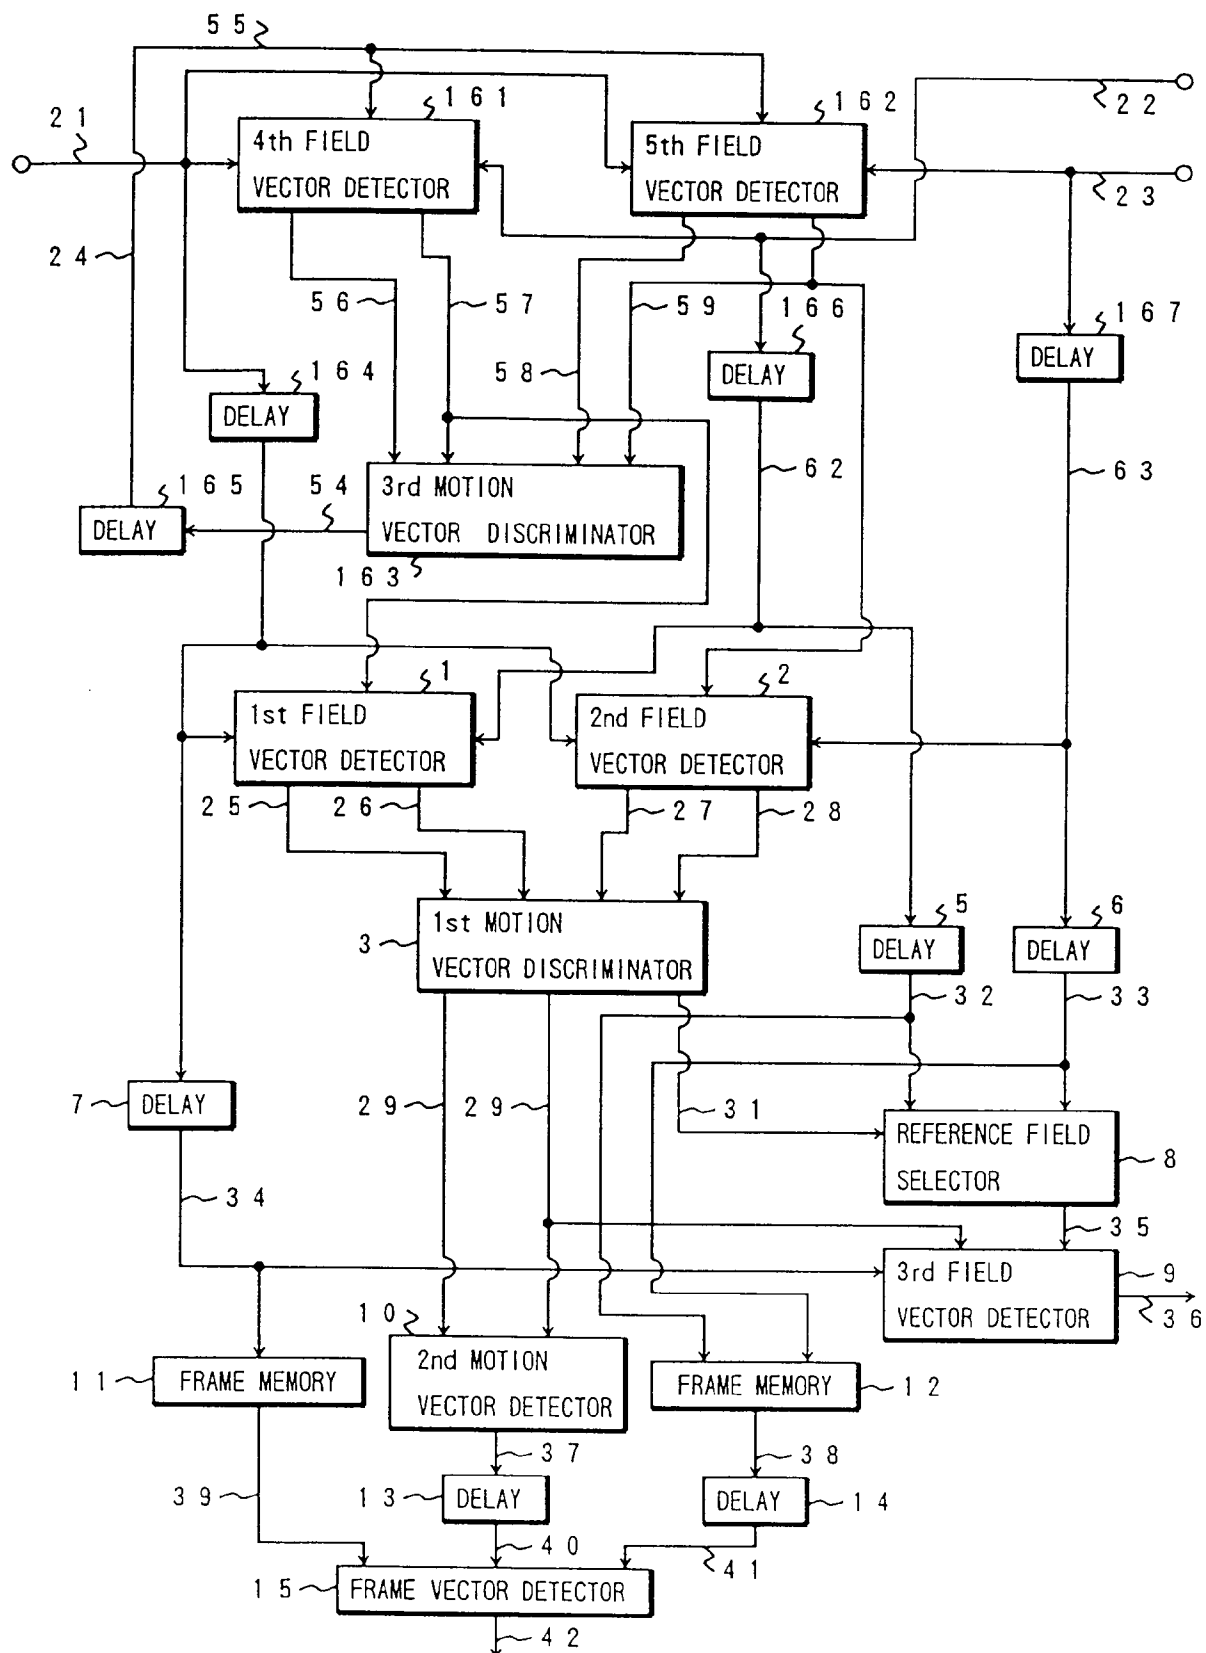 55
161
162
22
21
4th FIELD
VECTOR DETECTOR
5th FIELD
VECTOR DETECTOR
23
24
56
57
59
166
167
58
164
DELAY
DELAY
DELAY
62
63
165
54
3rd MOTION
VECTOR DISCRIMINATOR
DELAY
163
1
2
1st FIELD
VECTOR DETECTOR
2nd FIELD
VECTOR DETECTOR
25
26
27
28
5
6
3
1st MOTION
VECTOR DISCRIMINATOR
DELAY
DELAY
32
33
7
DELAY
29
29
31
REFERENCE FIELD
SELECTOR
8
34
35
3rd FIELD
VECTOR DETECTOR
9
36
10
11
FRAME MEMORY
2nd MOTION
VECTOR DETECTOR
FRAME MEMORY
12
37
38
39
13
DELAY
DELAY
14
40
41
15
FRAME VECTOR DETECTOR
42